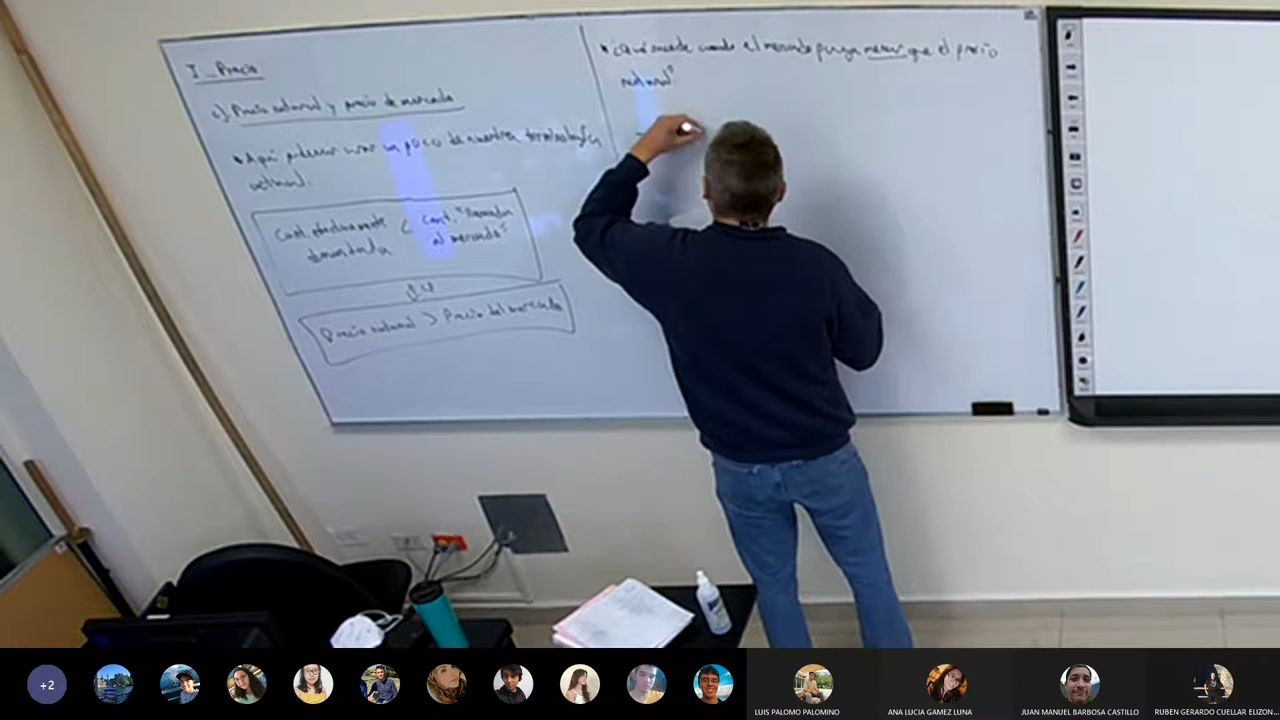 I_Precio
c) Precio natural y precio de mercado
* Aquí podemos usar un poco de nuestra terminología
actual.
Cant. efectivamente < Cant. "llevada
demandada al mercado"
Precio natural > Precio del mercado
* ¿Qué sucede cuando el mercado paga menos que el precio
natural?
+2
LUIS PALOMO PALOMINO
ANA LUCIA GAMEZ LUNA
JUAN MANUEL BARBOSA CASTILLO
RUBEN GERARDO CUELLAR ELIZON...